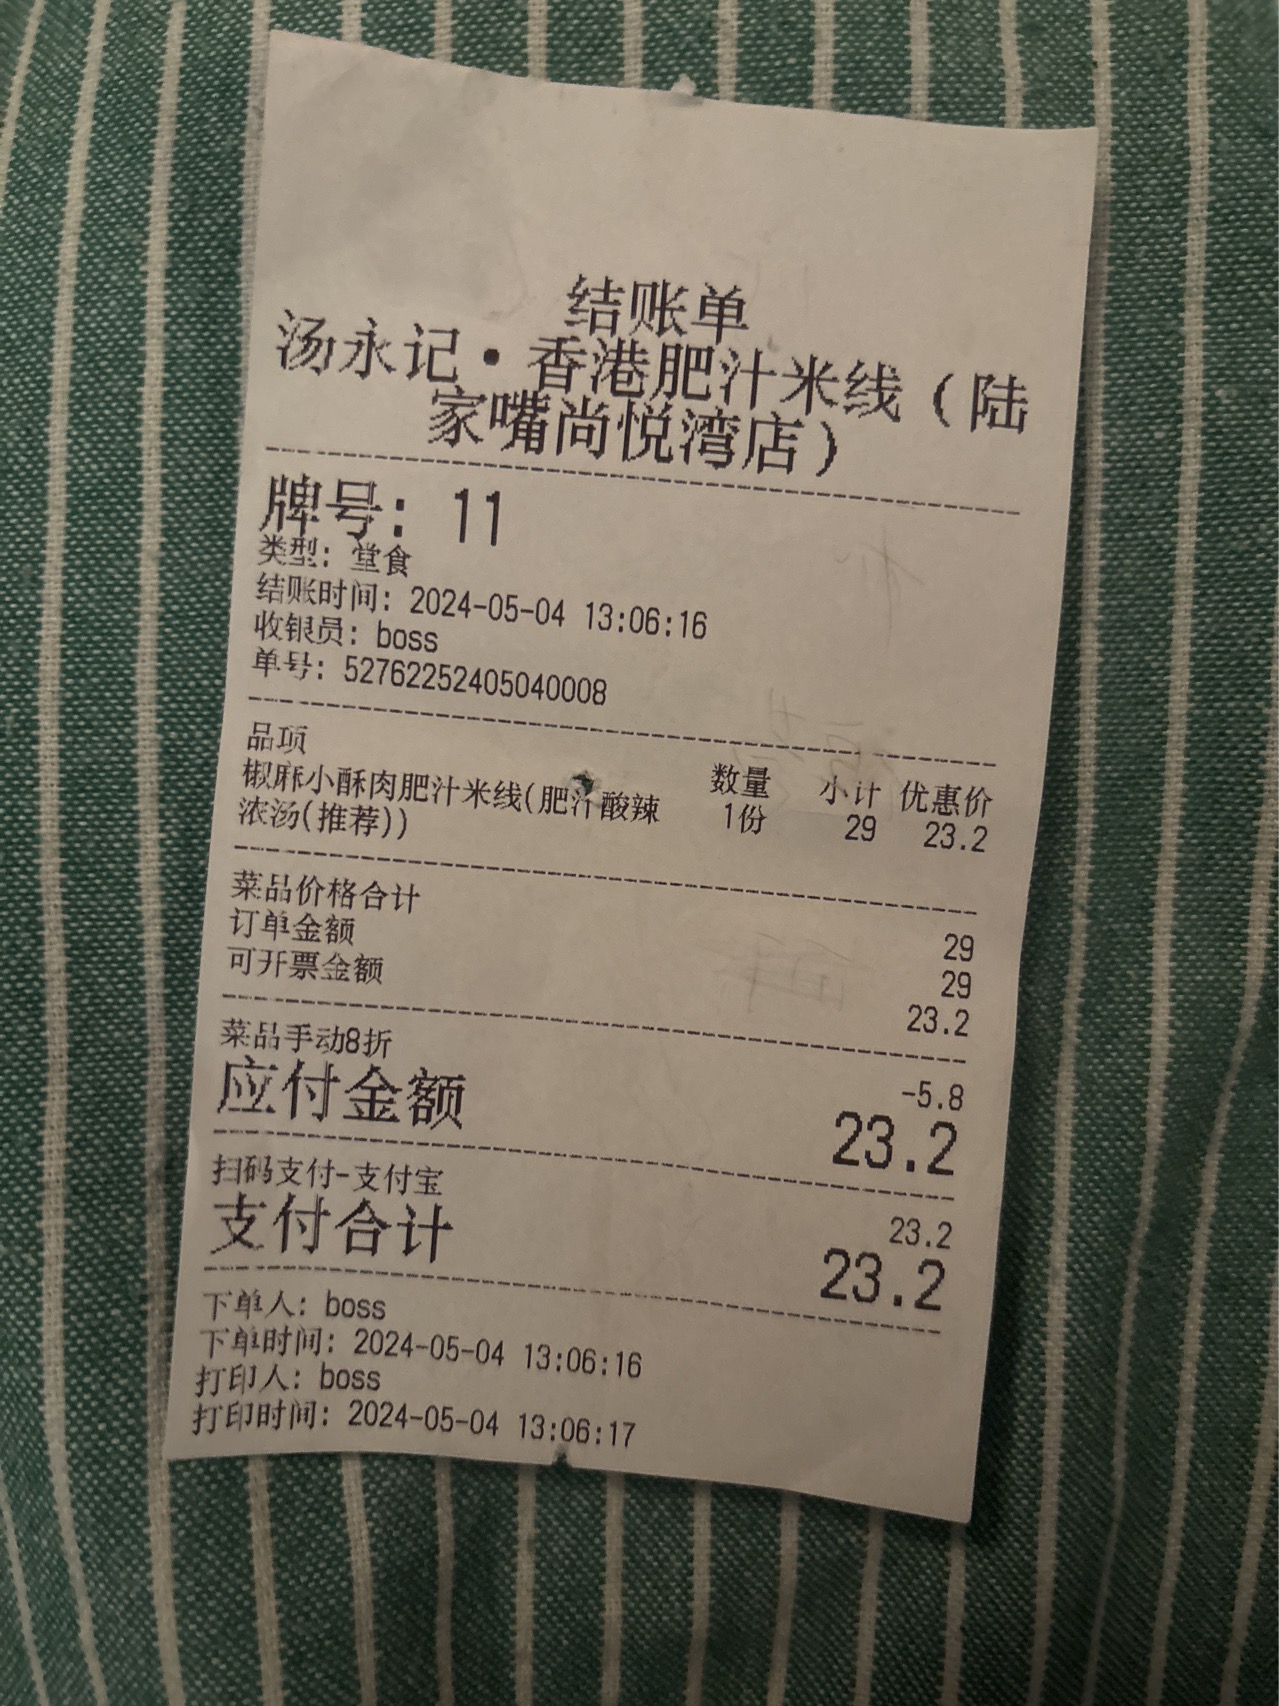 结账单
汤永记·香港肥汁米线（陆
家嘴尚悦湾店）
牌号: 11
类型: 堂食
结账时间: 2024-05-04 13:06:16
收银员: boss
单号: 52762252405040008
品项 数量 小计 优惠价
椒麻小酥肉肥汁米线(肥汁酸辣 1份 29 23.2
浓汤(推荐))
菜品价格合计 29
订单金额 29
可开票金额 23.2
菜品手动8折 -5.8
应付金额 23.2
扫码支付-支付宝 23.2
支付合计 23.2
下单人: boss
下单时间: 2024-05-04 13:06:16
打印人: boss
打印时间: 2024-05-04 13:06:17